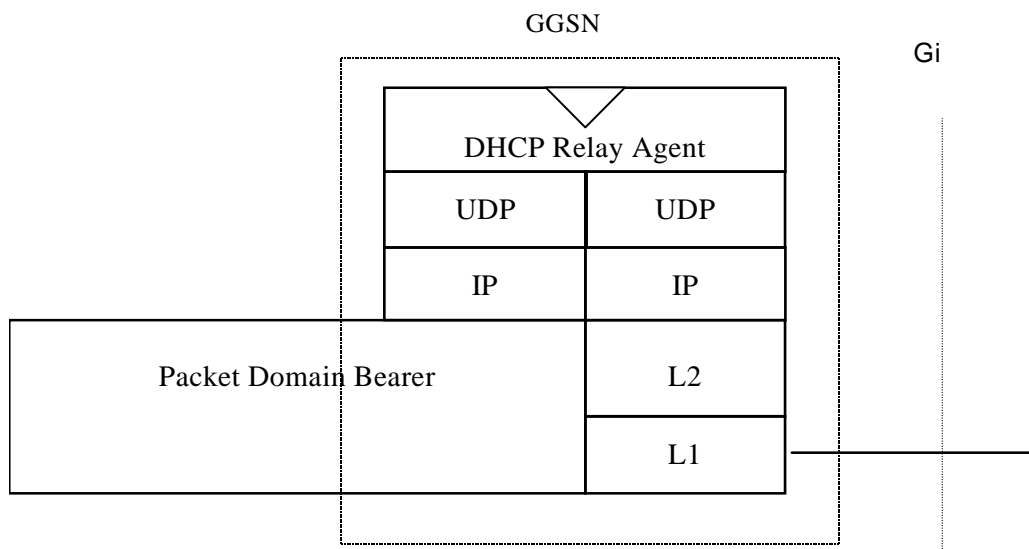 GGSN
Gi
DHCP Relay Agent
UDP UDP
IP IP
Packet Domain Bearer L2
L1